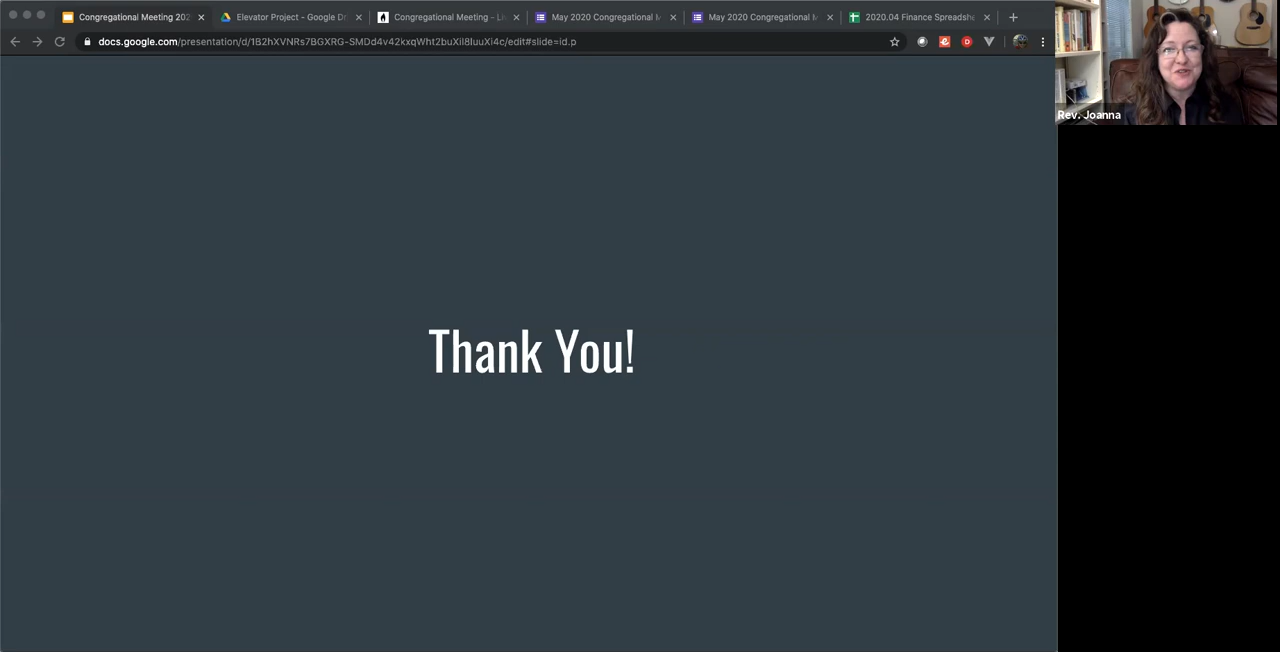 Congregational Meeting 202
Elevator Project - Google Dr
Congregational Meeting - Li
May 2020 Congregational M
May 2020 Congregational M
2020.04 Finance Spreadshe
docs.google.com/presentation/d/1B2hXVNRs7BGXRG-SMDd4v42kxqWht2buXil8luuXi4c/edit#slide=id.p
Rev. Joanna
Thank You!